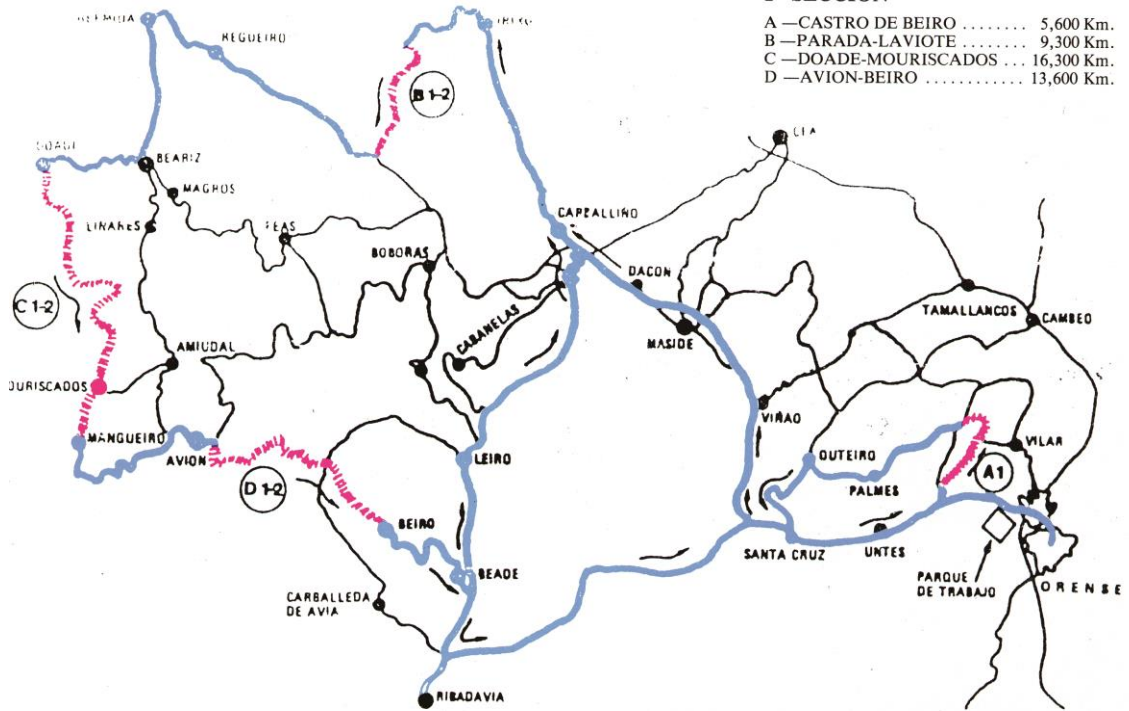 A —CASTRO DE BEIRO ........ 5,600 Km.
B —PARADA-LAVIOTE ........ 9,300 Km.
C —DOADE-MOURISCADOS ... 16,300 Km.
D —AVION-BEIRO ............ 13,600 Km.
REGUEIRO
B 1-2
CEA
BEARIZ
MAGROS
LINARES
CARBALLIÑO
BOBORAS
DACON
C 1-2
TAMALLANCOS
CAMBEO
CABANELAS
MASIDE
AMIUDAL
OURISCADOS
VIÑAO
MANGUEIRO
AVION
LEIRO
OUTEIRO
VILAR
A1
PALMES
D 1-2
BEIRO
SANTA CRUZ
UNTES
BEADE
PARQUE
DE TRABAJO
ORENSE
CARBALLEDA
DE AVIA
RIBADAVIA